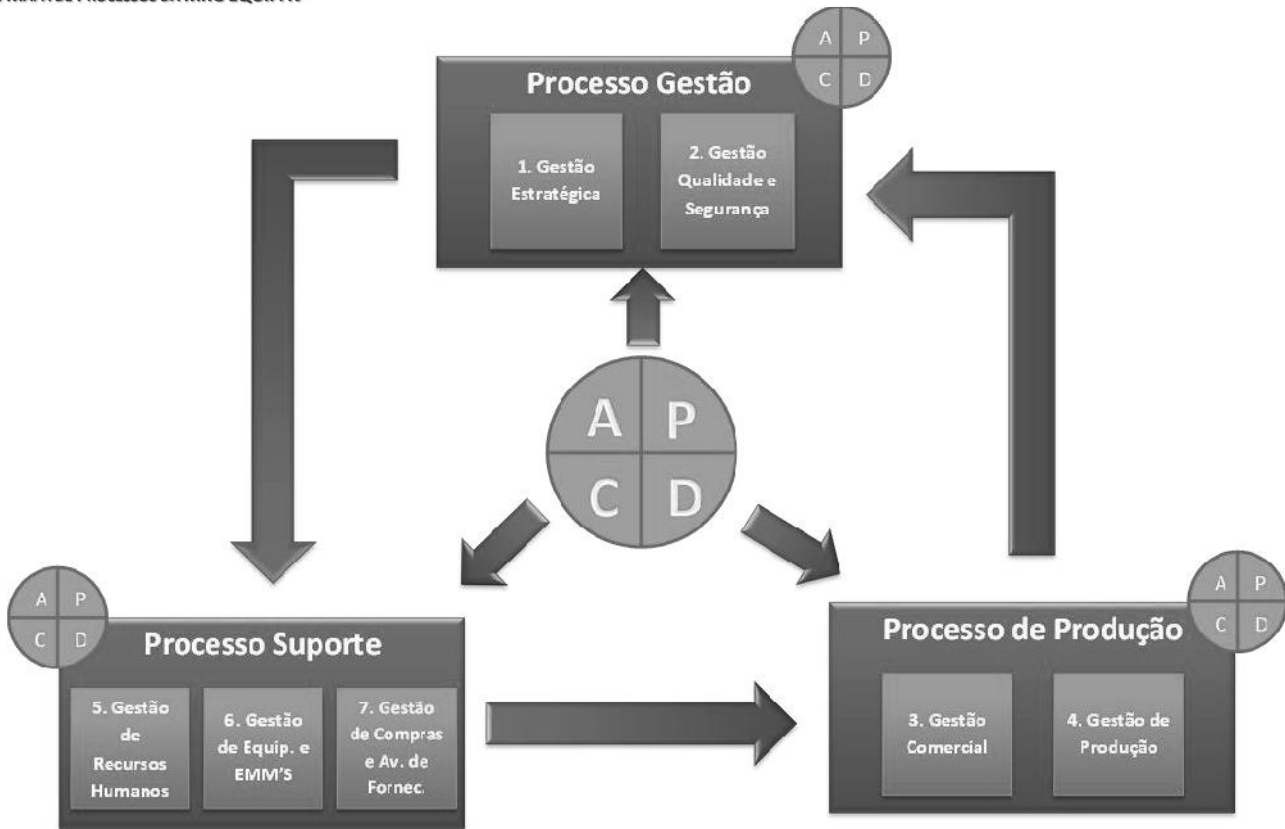 A P
C D
Processo Gestão
1. Gestão
Estratégica
2. Gestão
Qualidade e
Segurança
A P
C D
A P
C D
Processo Suporte
5. Gestão
de
Recursos
Humanos
6. Gestão
de Equip. e
EMM'S
7. Gestão
de Compras
e Av. de
Fornec.
A P
C D
Processo de Produção
3. Gestão
Comercial
4. Gestão de
Produção